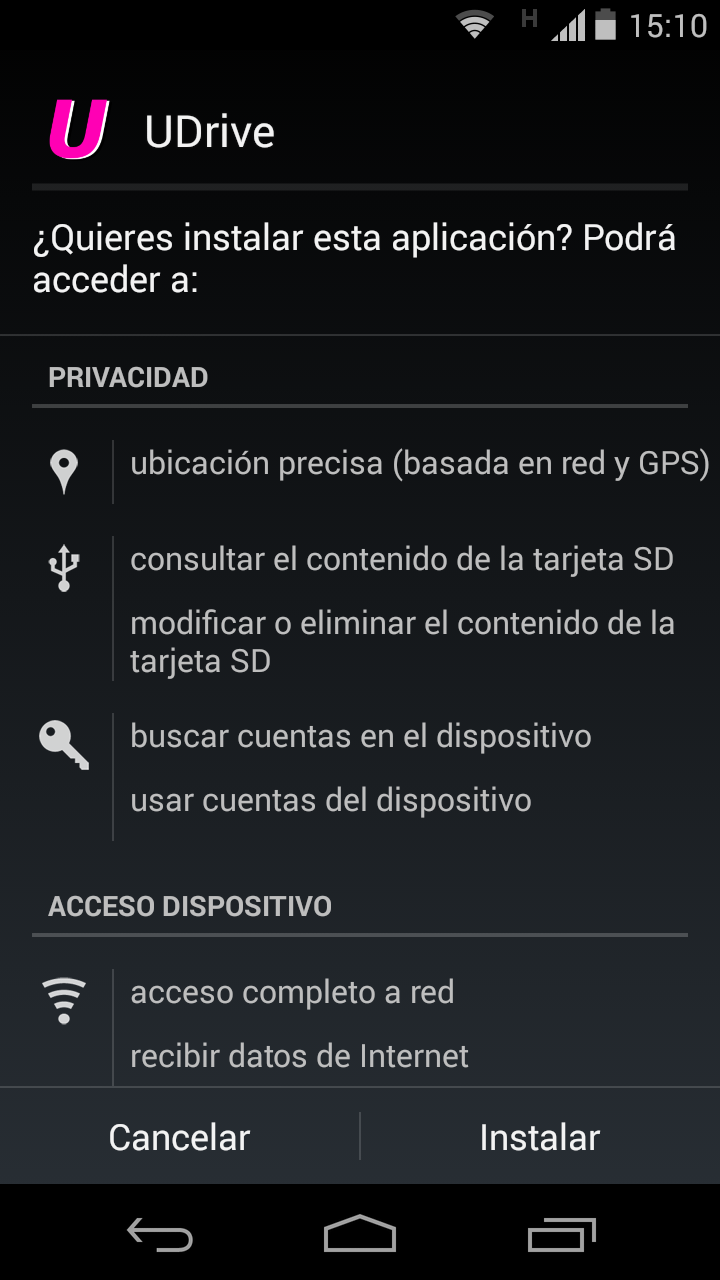 H 15:10
U UDrive
¿Quieres instalar esta aplicación? Podrá
acceder a:
PRIVACIDAD
ubicación precisa (basada en red y GPS)
consultar el contenido de la tarjeta SD
modificar o eliminar el contenido de la
tarjeta SD
buscar cuentas en el dispositivo
usar cuentas del dispositivo
ACCESO DISPOSITIVO
acceso completo a red
recibir datos de Internet
Cancelar Instalar